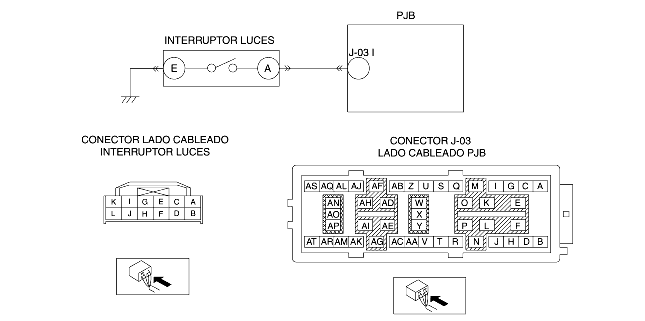 PJB
INTERRUPTOR LUCES
J-03 I
E
A
CONECTOR LADO CABLEADO
INTERRUPTOR LUCES
CONECTOR J-03
LADO CABLEADO PJB
K I G E C A
L J H F D B
AS AQ AL AJ AF AB Z U S Q M I G C A
AN AH AD W O K E
AO X
AP AI AE Y P L F
AT AR AM AK AG AC AA V T R N J H D B